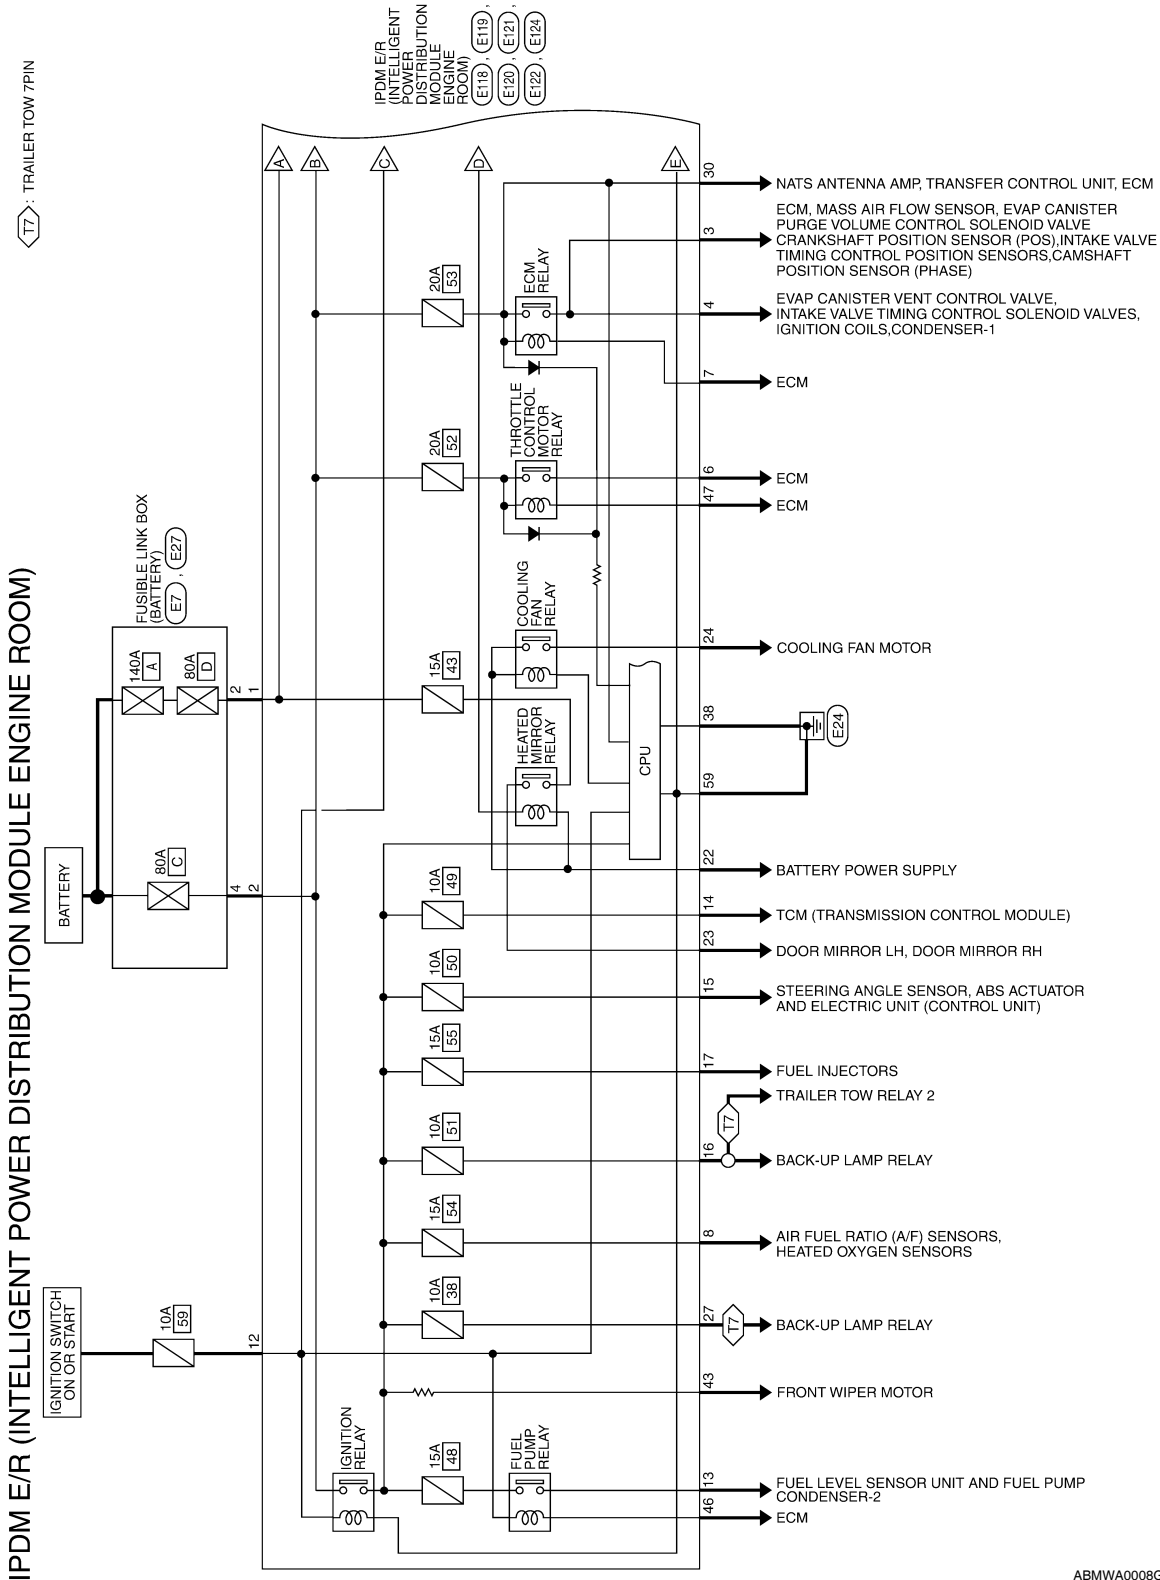 IPDM E/R (INTELLIGENT POWER DISTRIBUTION MODULE ENGINE ROOM)
T7 : TRAILER TOW 7PIN
IPDM E/R
(INTELLIGENT
POWER
DISTRIBUTION
MODULE
ENGINE
ROOM)
E118 , E119 ,
E120 , E121 ,
E122 , E124
BATTERY
FUSIBLE LINK BOX
(BATTERY)
E7 , E27
140A
A
80A
D
80A
C
2
1
4
2
IGNITION SWITCH
ON OR START
10A
59
12
A
B
C
D
E
20A
53
ECM
RELAY
20A
52
THROTTLE
CONTROL
MOTOR
RELAY
15A
43
COOLING
FAN
RELAY
HEATED
MIRROR
RELAY
CPU
10A
49
10A
50
15A
55
10A
51
15A
54
10A
38
IGNITION
RELAY
15A
48
FUEL
PUMP
RELAY
30
NATS ANTENNA AMP, TRANSFER CONTROL UNIT, ECM
3
ECM, MASS AIR FLOW SENSOR, EVAP CANISTER
PURGE VOLUME CONTROL SOLENOID VALVE
CRANKSHAFT POSITION SENSOR (POS),INTAKE VALVE
TIMING CONTROL POSITION SENSORS,CAMSHAFT
POSITION SENSOR (PHASE)
4
EVAP CANISTER VENT CONTROL VALVE,
INTAKE VALVE TIMING CONTROL SOLENOID VALVES,
IGNITION COILS,CONDENSER-1
7
ECM
6
ECM
47
ECM
24
COOLING FAN MOTOR
38
E24
59
22
BATTERY POWER SUPPLY
14
TCM (TRANSMISSION CONTROL MODULE)
23
DOOR MIRROR LH, DOOR MIRROR RH
15
STEERING ANGLE SENSOR, ABS ACTUATOR
AND ELECTRIC UNIT (CONTROL UNIT)
17
FUEL INJECTORS
TRAILER TOW RELAY 2
T7
16
BACK-UP LAMP RELAY
8
AIR FUEL RATIO (A/F) SENSORS,
HEATED OXYGEN SENSORS
27
T7
BACK-UP LAMP RELAY
43
FRONT WIPER MOTOR
13
FUEL LEVEL SENSOR UNIT AND FUEL PUMP
CONDENSER-2
46
ECM
ABMWA0008G